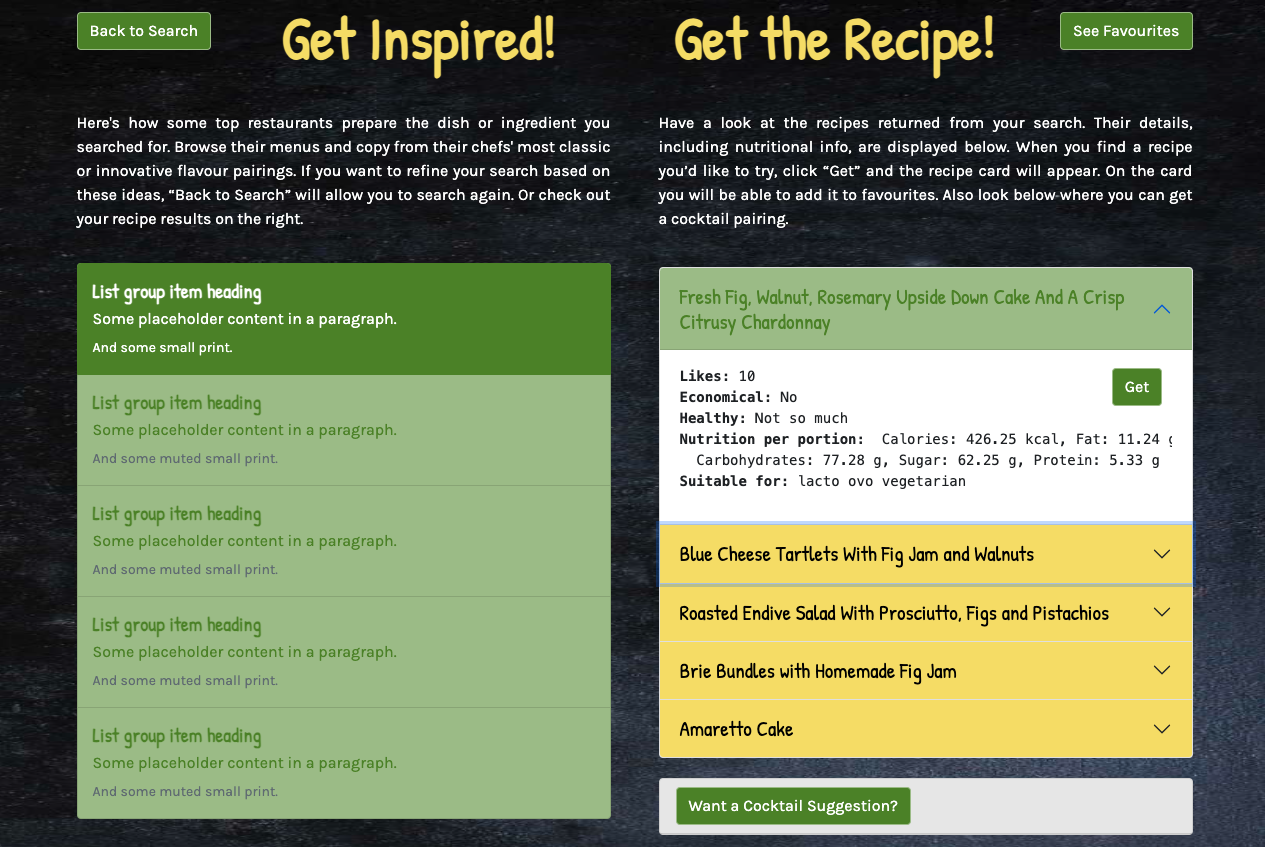 Back to Search
Get Inspired!
Here's how some top restaurants prepare the dish or ingredient you
searched for. Browse their menus and copy from their chefs' most classic
or innovative flavour pairings. If you want to refine your search based on
these ideas, “Back to Search” will allow you to search again. Or check out
your recipe results on the right.
List group item heading
Some placeholder content in a paragraph.
And some small print.
List group item heading
Some placeholder content in a paragraph.
And some muted small print.
List group item heading
Some placeholder content in a paragraph.
And some muted small print.
List group item heading
Some placeholder content in a paragraph.
And some muted small print.
List group item heading
Some placeholder content in a paragraph.
And some muted small print.
Get the Recipe!
See Favourites
Have a look at the recipes returned from your search. Their details,
including nutritional info, are displayed below. When you find a recipe
you’d like to try, click “Get” and the recipe card will appear. On the card
you will be able to add it to favourites. Also look below where you can get
a cocktail pairing.
Fresh Fig, Walnut, Rosemary Upside Down Cake And A Crisp
Citrusy Chardonnay
Likes: 10
Get
Economical: No
Healthy: Not so much
Nutrition per portion: Calories: 426.25 kcal, Fat: 11.24 g
Carbohydrates: 77.28 g, Sugar: 62.25 g, Protein: 5.33 g
Suitable for: lacto ovo vegetarian
Blue Cheese Tartlets With Fig Jam and Walnuts
Roasted Endive Salad With Prosciutto, Figs and Pistachios
Brie Bundles with Homemade Fig Jam
Amaretto Cake
Want a Cocktail Suggestion?